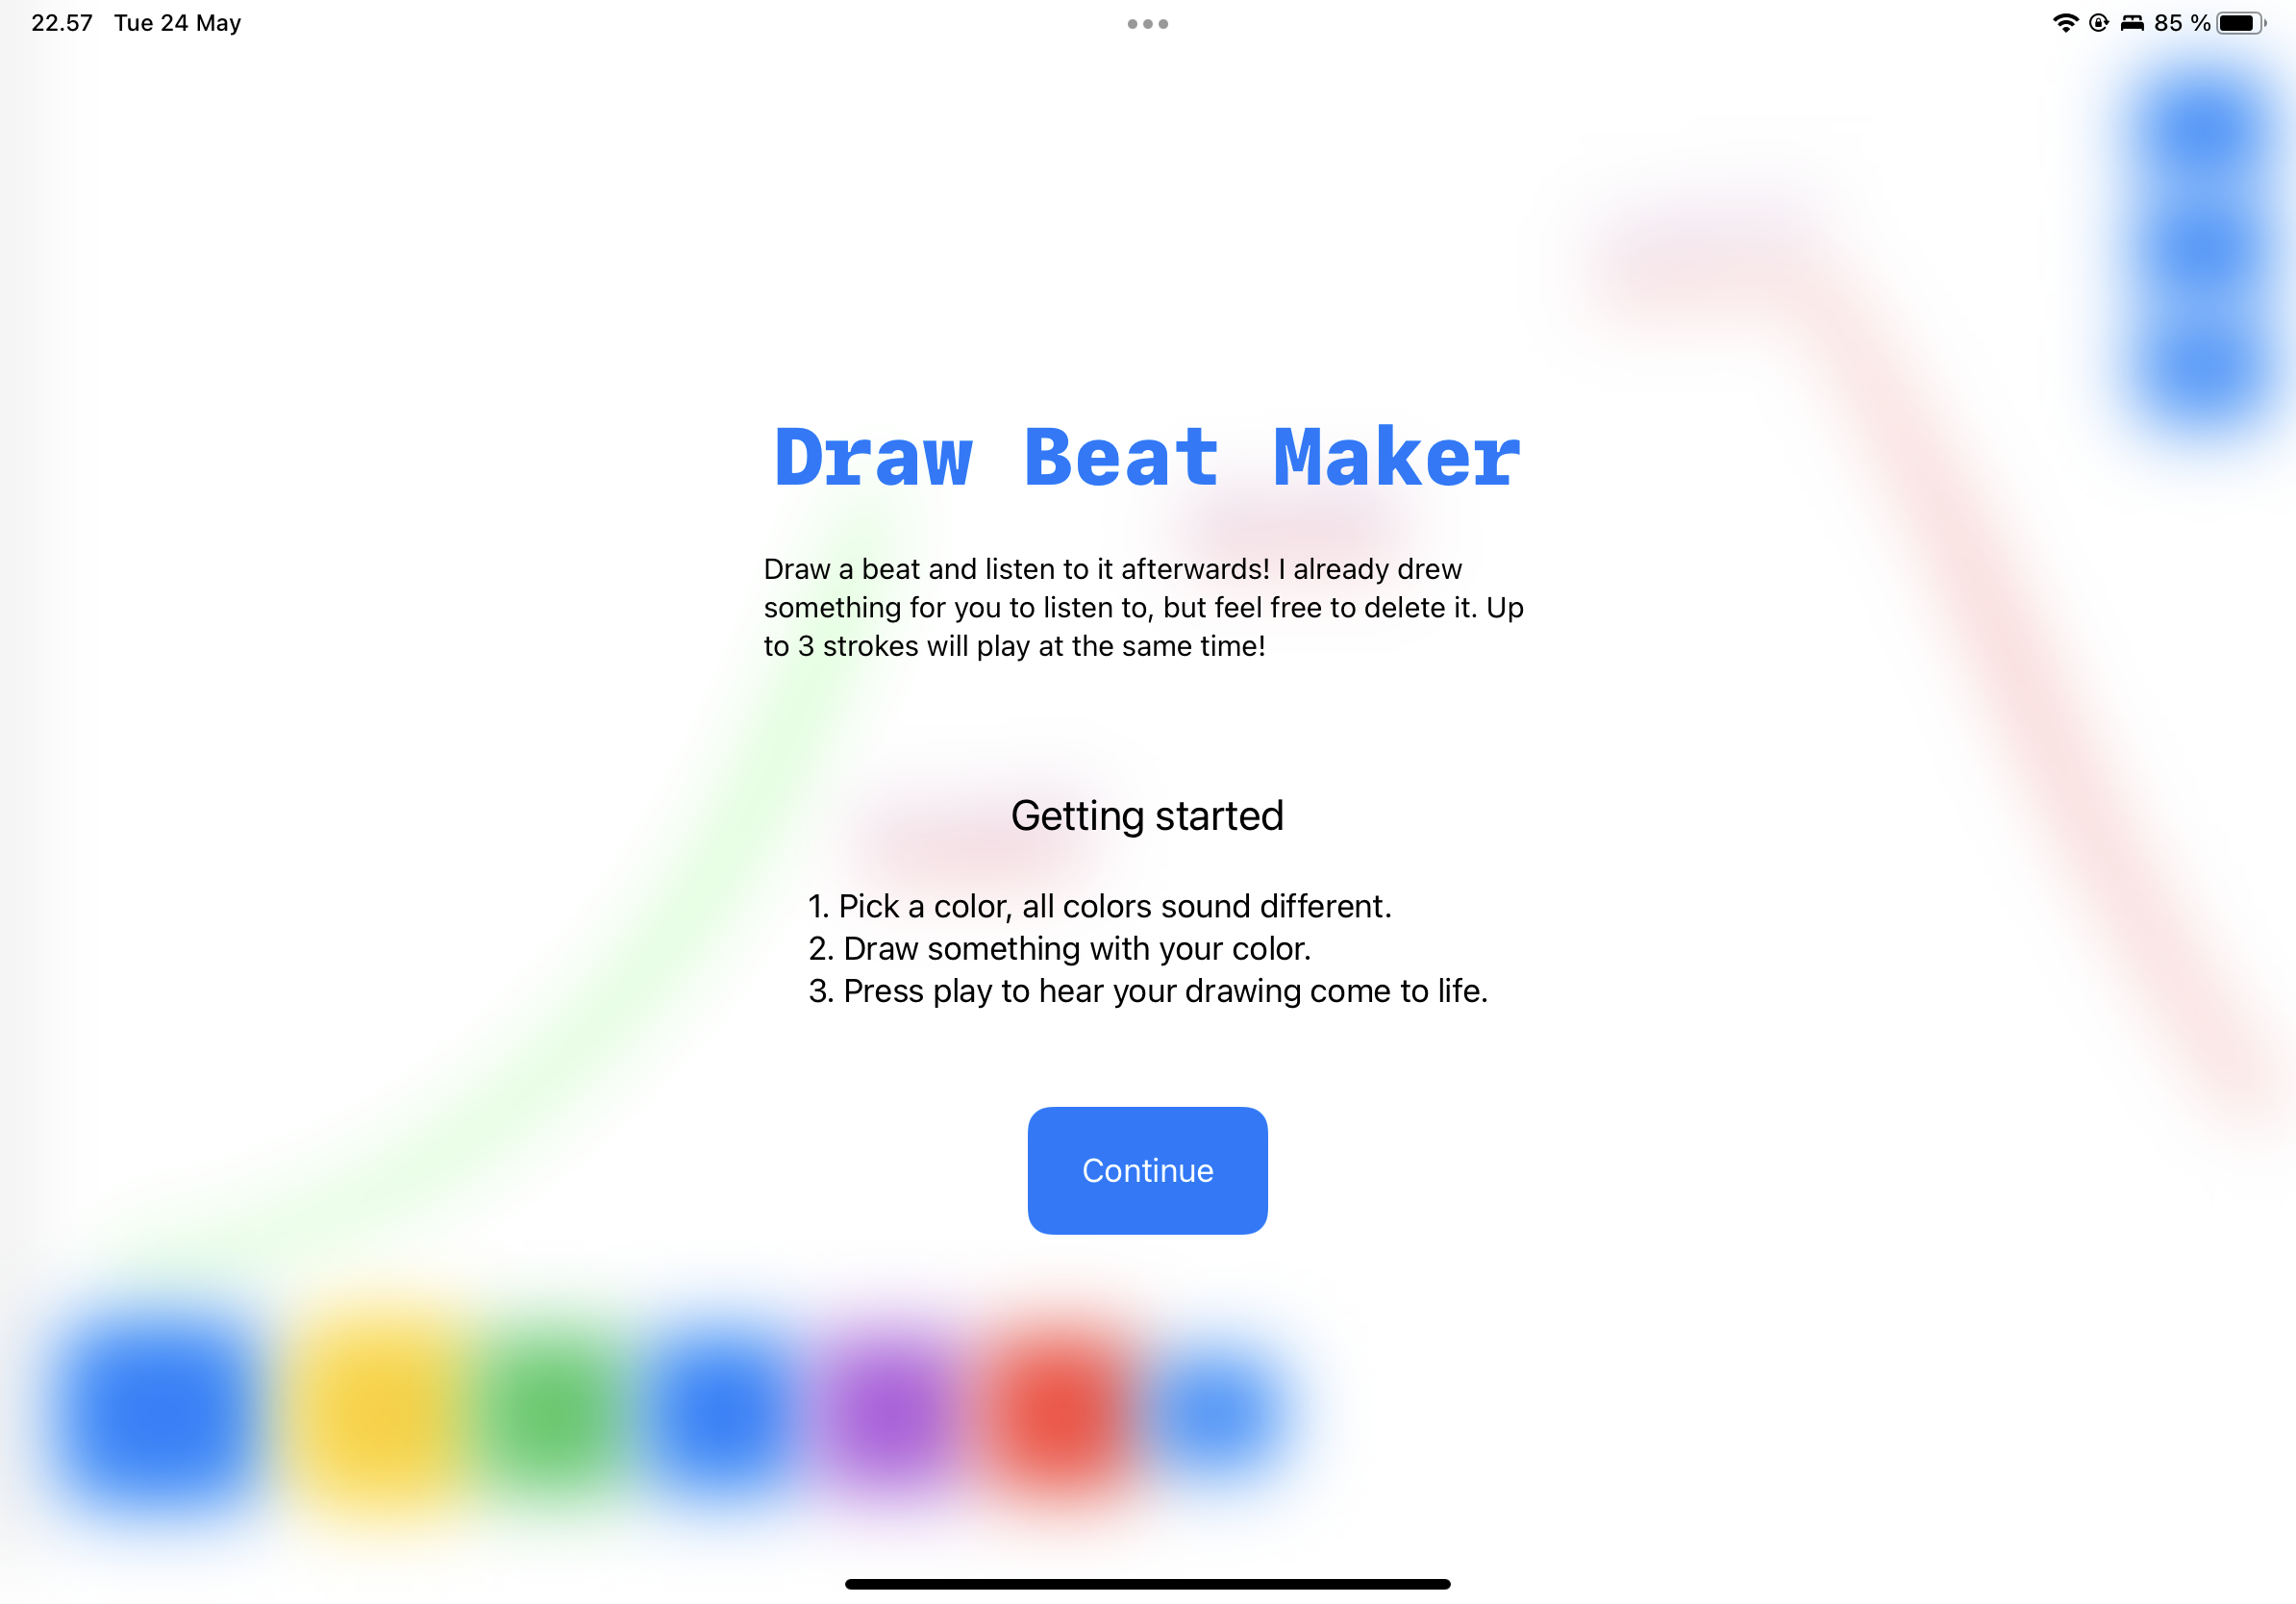 22.57 Tue 24 May
85 %
Draw Beat Maker
Draw a beat and listen to it afterwards! I already drew
something for you to listen to, but feel free to delete it. Up
to 3 strokes will play at the same time!
Getting started
1. Pick a color, all colors sound different.
2. Draw something with your color.
3. Press play to hear your drawing come to life.
Continue